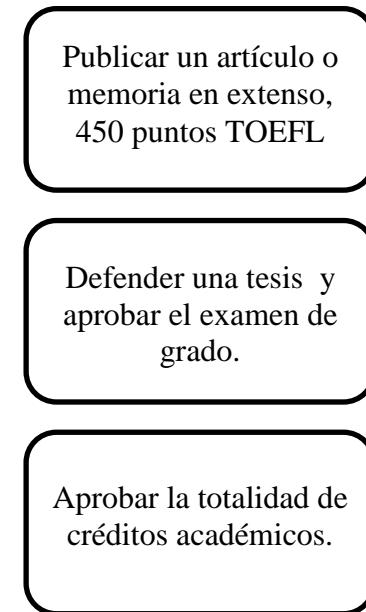 Publicar un artículo o
memoria en extenso,
450 puntos TOEFL
Defender una tesis y
aprobar el examen de
grado.
Aprobar la totalidad de
créditos académicos.